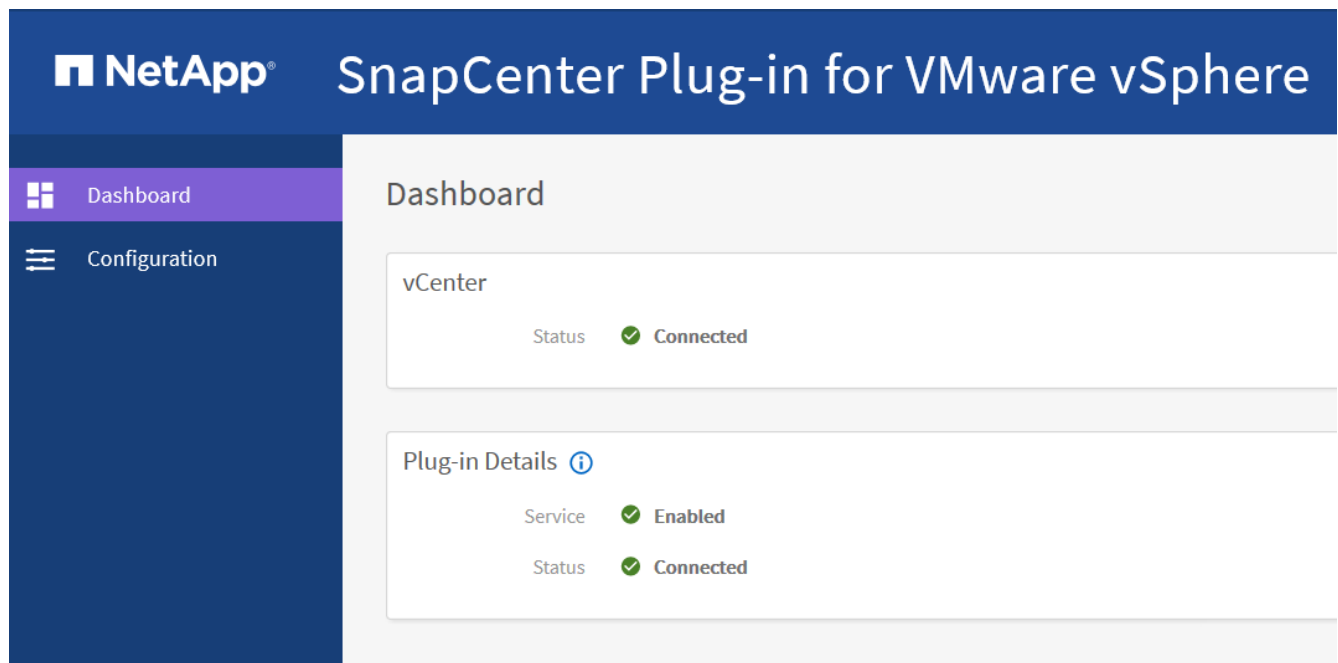 NetApp® SnapCenter Plug-in for VMware vSphere
Dashboard
Configuration
Dashboard
vCenter
Status Connected
Plug-in Details
Service Enabled
Status Connected